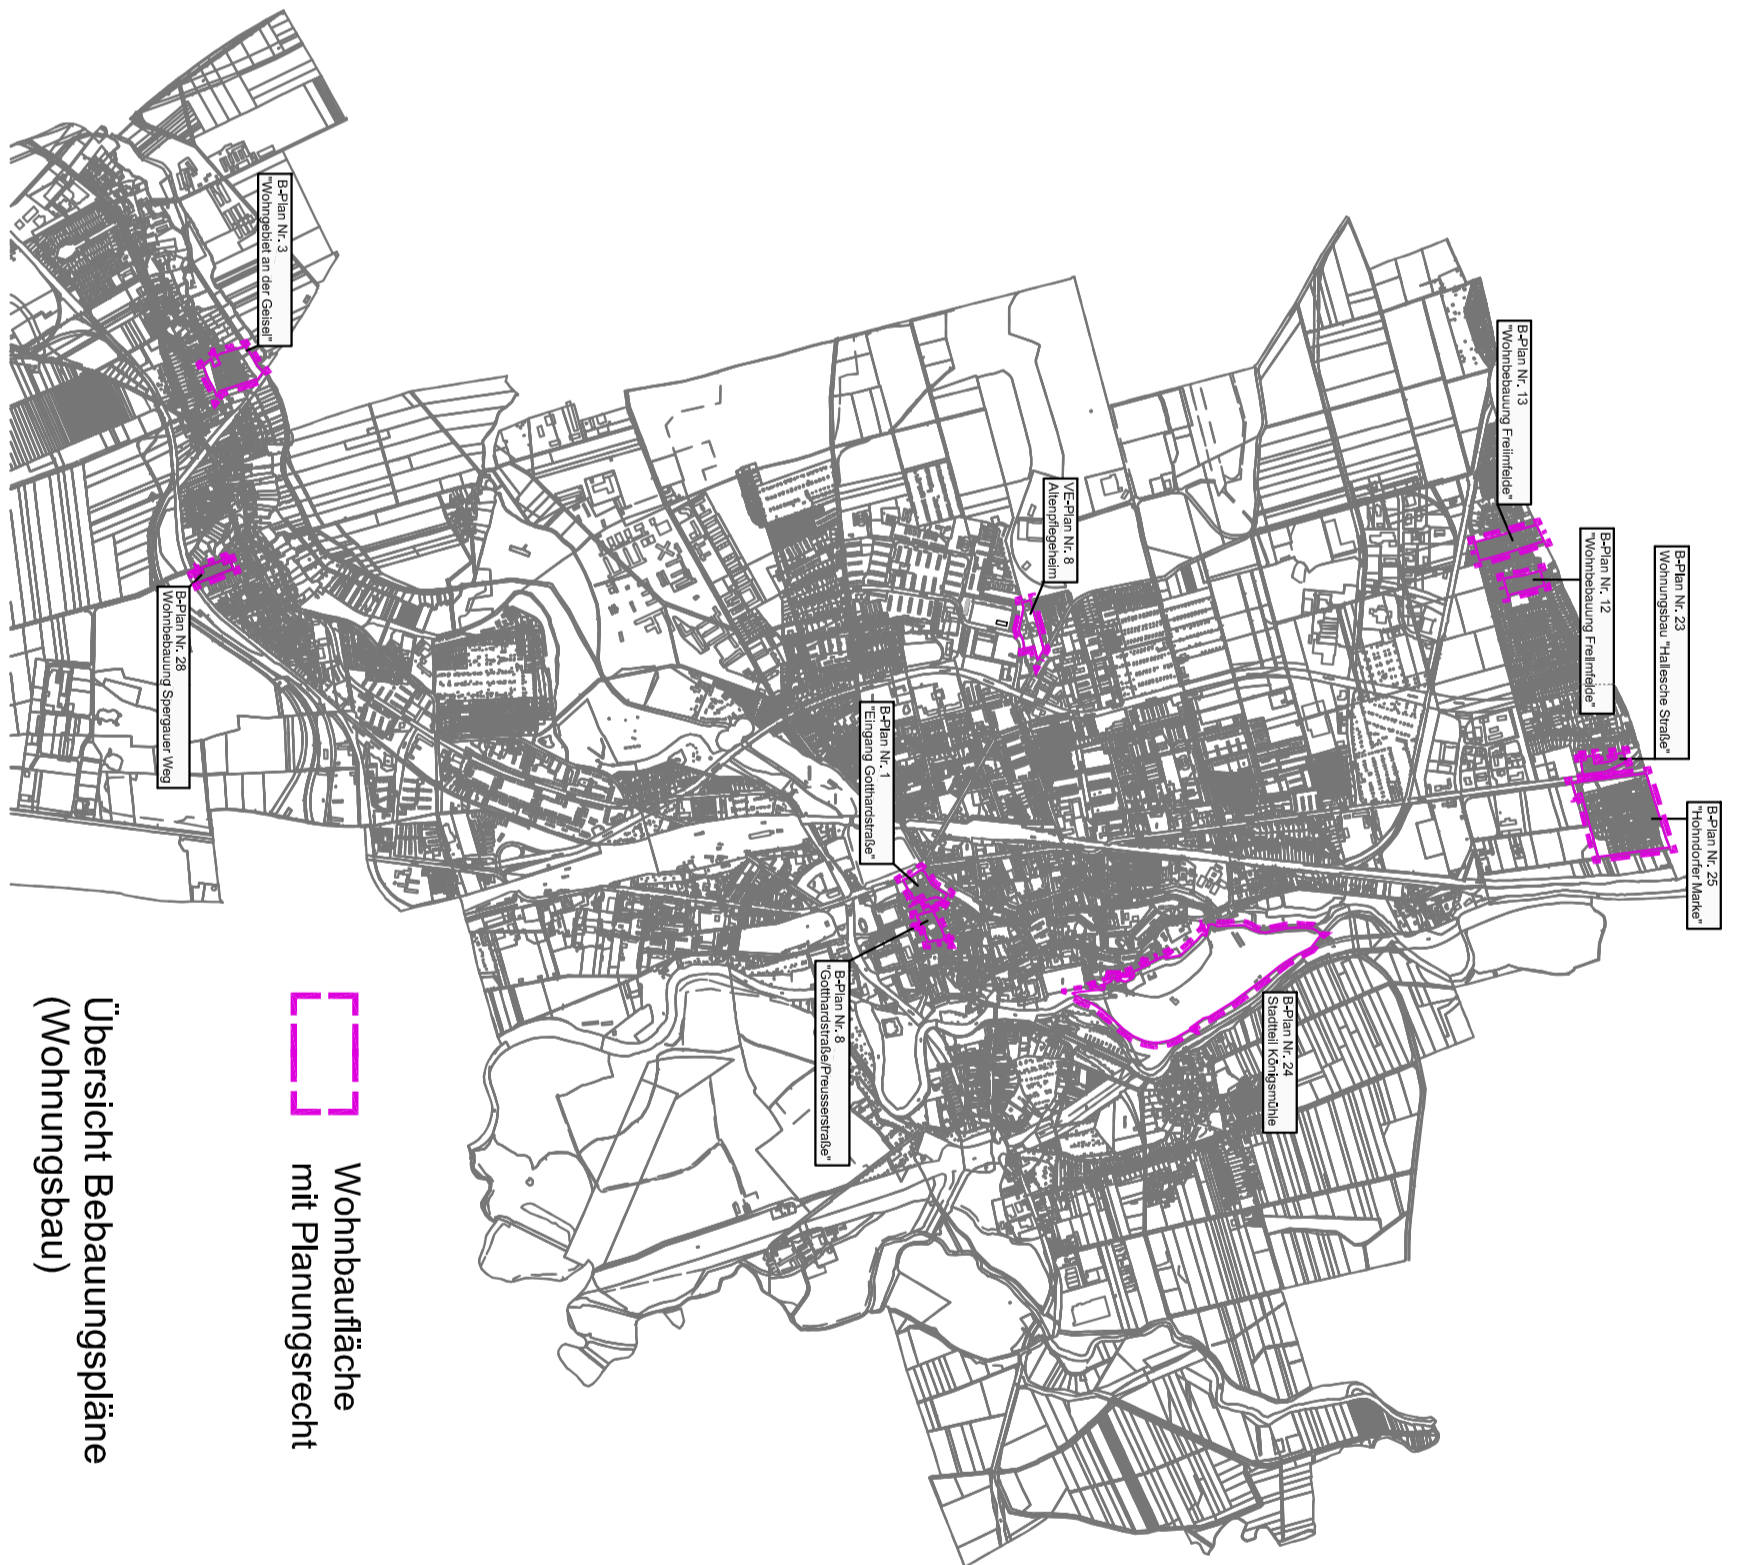 B-Plan Nr. 25
"Hohndorfer Marke"
B-Plan Nr. 23
Wohnungsbau "Hallesche Straße"
B-Plan Nr. 12
"Wohnbebauung Freiimfelde"
B-Plan Nr. 13
"Wohnbebauung Freiimfelde"
B-Plan Nr. 24
Stadtteil Königsmühle
VE-Plan Nr. 8
Altenpflegeheim
B-Plan Nr. 1
"Eingang Gotthardstraße"
B-Plan Nr. 8
"Gotthardstraße/Preusserstraße"
B-Plan Nr. 3
"Wohngebiet an der Geisel"
B-Plan Nr. 28
Wohnbebauung Spergauer Weg
Wohnbaufläche
mit Planungsrecht
Übersicht Bebauungspläne
(Wohnungsbau)